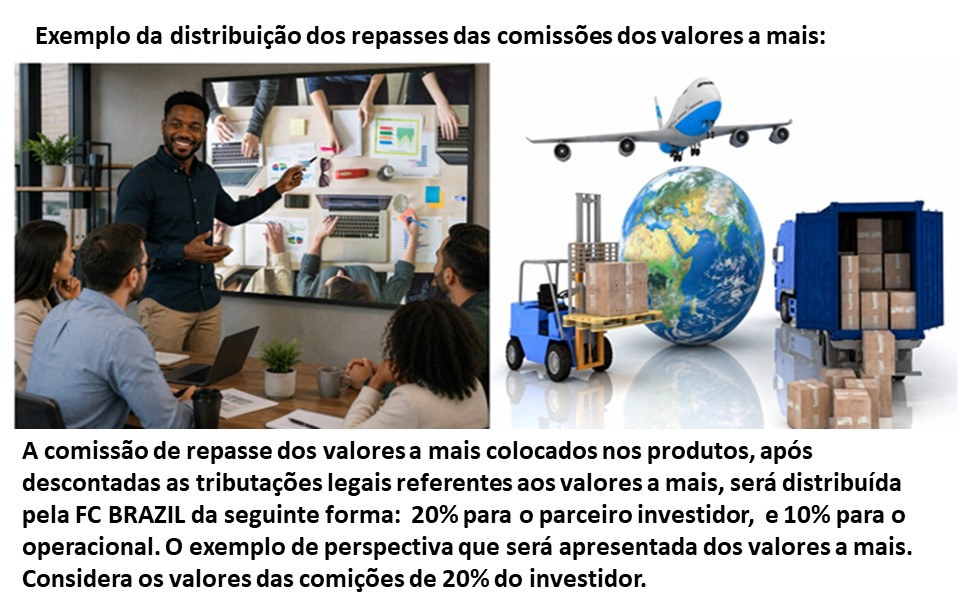 Exemplo da distribuição dos repasses das comissões dos valores a mais:
A comissão de repasse dos valores a mais colocados nos produtos, após
descontadas as tributações legais referentes aos valores a mais, será distribuída
pela FC BRAZIL da seguinte forma: 20% para o parceiro investidor, e 10% para o
operacional. O exemplo de perspectiva que será apresentada dos valores a mais.
Considera os valores das comições de 20% do investidor.